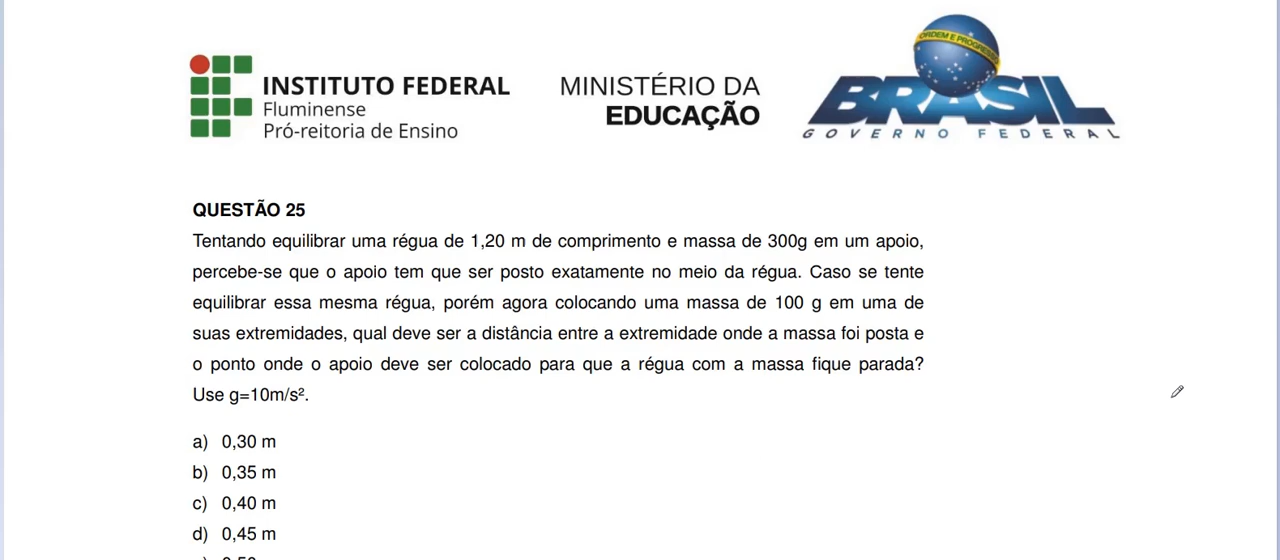 INSTITUTO FEDERAL
Fluminense
Pró-reitoria de Ensino
MINISTÉRIO DA
EDUCAÇÃO
ORDEM E PROGRESSO
BRASIL
GOVERNO FEDERAL
QUESTÃO 25
Tentando equilibrar uma régua de 1,20 m de comprimento e massa de 300g em um apoio,
percebe-se que o apoio tem que ser posto exatamente no meio da régua. Caso se tente
equilibrar essa mesma régua, porém agora colocando uma massa de 100 g em uma de
suas extremidades, qual deve ser a distância entre a extremidade onde a massa foi posta e
o ponto onde o apoio deve ser colocado para que a régua com a massa fique parada?
Use g=10m/s².
a) 0,30 m
b) 0,35 m
c) 0,40 m
d) 0,45 m